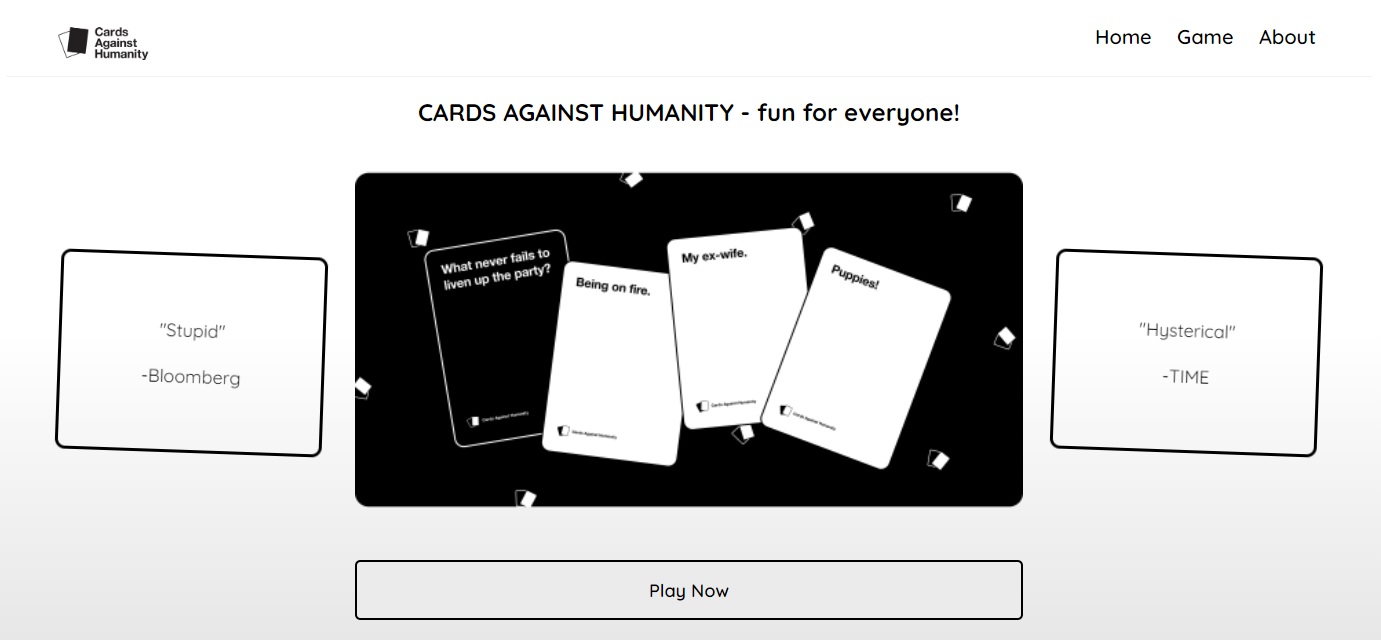 Cards
Against
Humanity
Home Game About
CARDS AGAINST HUMANITY - fun for everyone!
"Stupid"
-Bloomberg
What never fails to
liven up the party?
Cards Against Humanity
Being on fire.
Cards Against Humanity
My ex-wife.
Cards Against Humanity
Puppies!
Cards Against Humanity
"Hysterical"
-TIME
Play Now